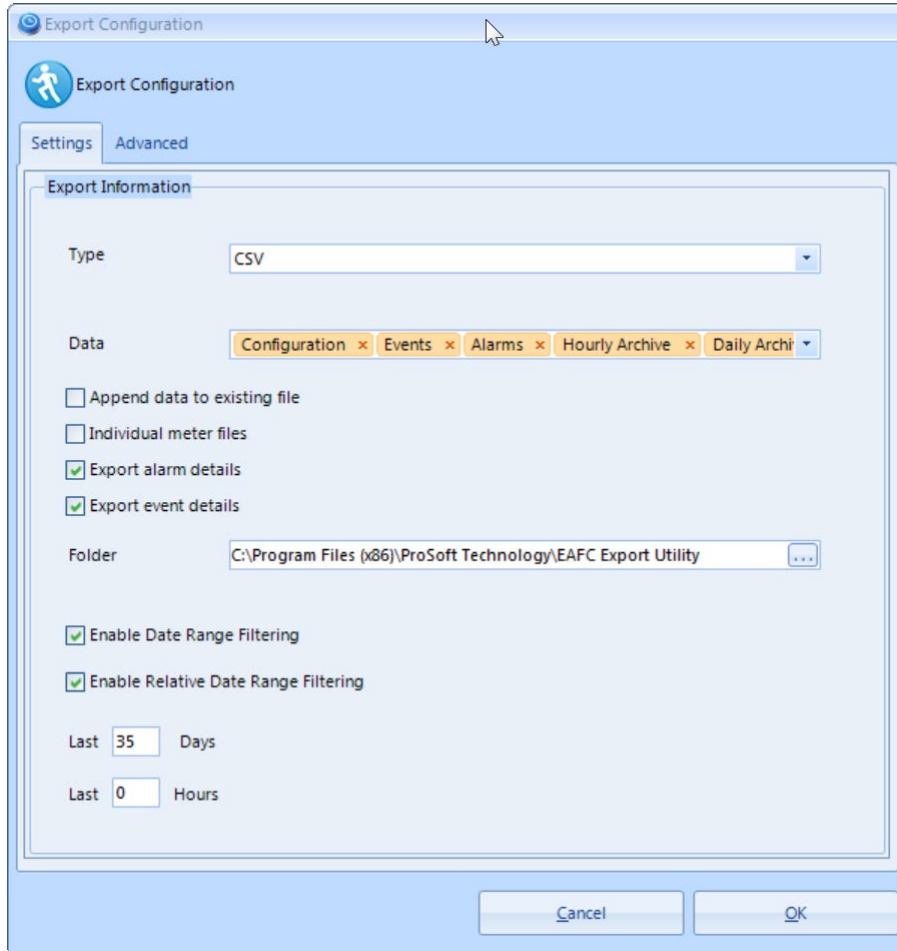 Export Configuration
Export Configuration
Settings Advanced
Export Information
Type CSV
Data Configuration × Events × Alarms × Hourly Archive × Daily Archi
Append data to existing file
Individual meter files
Export alarm details
Export event details
Folder C:\Program Files (x86)\ProSoft Technology\EAFC Export Utility ...
Enable Date Range Filtering
Enable Relative Date Range Filtering
Last 35 Days
Last 0 Hours
Cancel OK